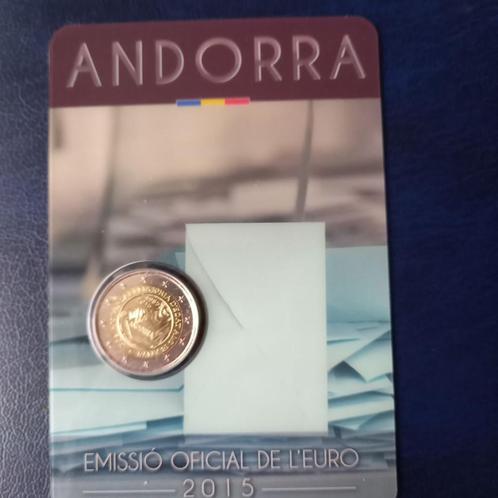 ANDORRA
EMISSIÓ OFICIAL DE L'EURO
2015